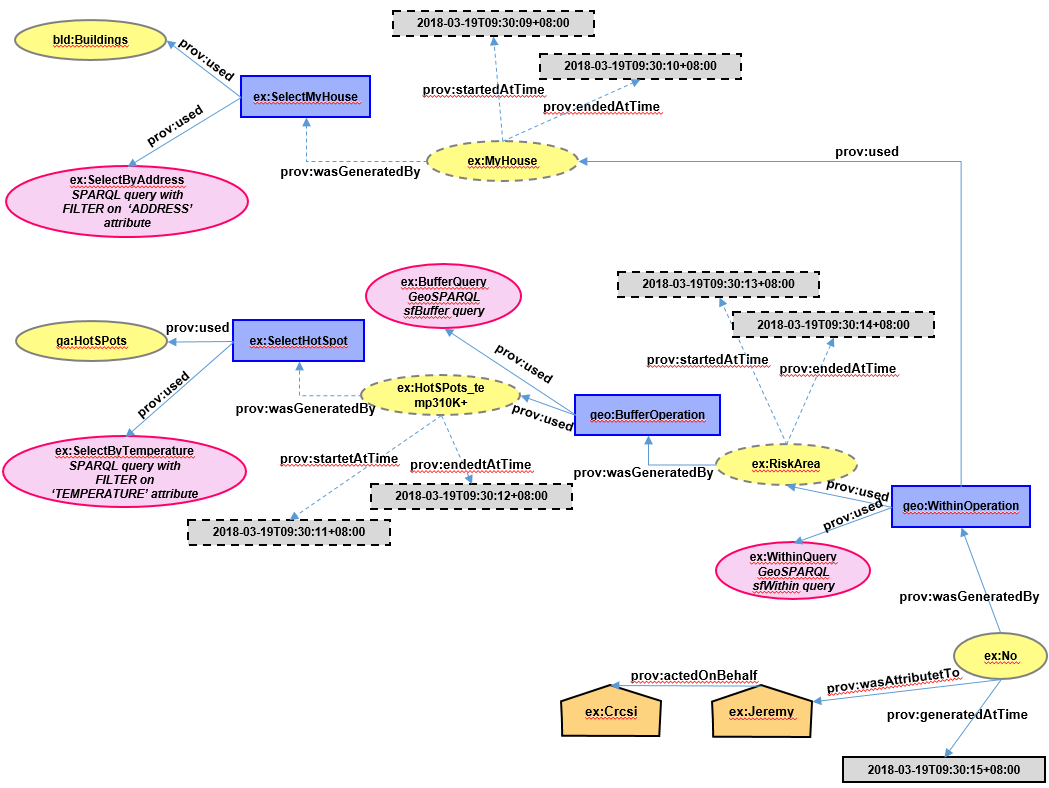 bld:Buildings
prov:used
ex:SelectMyHouse
prov:used
ex:SelectByAddress
SPARQL query with
FILTER on ‘ADDRESS’
attribute
2018-03-19T09:30:09+08:00
2018-03-19T09:30:10+08:00
prov:startedAtTime
prov:endedAtTime
ex:MyHouse
prov:wasGeneratedBy
prov:used
ex:BufferQuery
GeoSPARQL
sfBuffer query
2018-03-19T09:30:13+08:00
2018-03-19T09:30:14+08:00
prov:startedAtTime
prov:endedAtTime
ga:HotSPots
prov:used
ex:SelectHotSpot
prov:used
prov:used
ex:HotSPots_te
mp310K+
prov:wasGeneratedBy
prov:used
geo:BufferOperation
ex:SelectByTemperature
SPARQL query with
FILTER on
‘TEMPERATURE’ attribute
prov:startetAtTime
prov:endedtAtTime
2018-03-19T09:30:12+08:00
2018-03-19T09:30:11+08:00
prov:wasGeneratedBy
ex:RiskArea
prov:used
prov:used
geo:WithinOperation
ex:WithinQuery
GeoSPARQL
sfWithin query
prov:wasGeneratedBy
ex:No
prov:actedOnBehalf
prov:wasAttributetTo
ex:Crcsi
ex:Jeremy
prov:generatedAtTime
2018-03-19T09:30:15+08:00